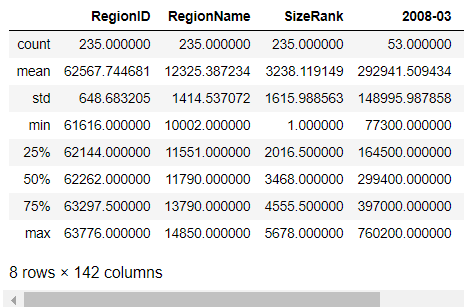 RegionID RegionName SizeRank 2008-03
count 235.000000 235.000000 235.000000 53.000000
mean 62567.744681 12325.387234 3238.119149 292941.509434
std 648.683205 1414.537072 1615.988563 148995.987858
min 61616.000000 10002.000000 1.000000 77300.000000
25% 62144.000000 11551.000000 2016.500000 164500.000000
50% 62262.000000 11790.000000 3468.000000 299400.000000
75% 63297.500000 13790.000000 4555.500000 397000.000000
max 63776.000000 14850.000000 5678.000000 760200.000000
8 rows × 142 columns